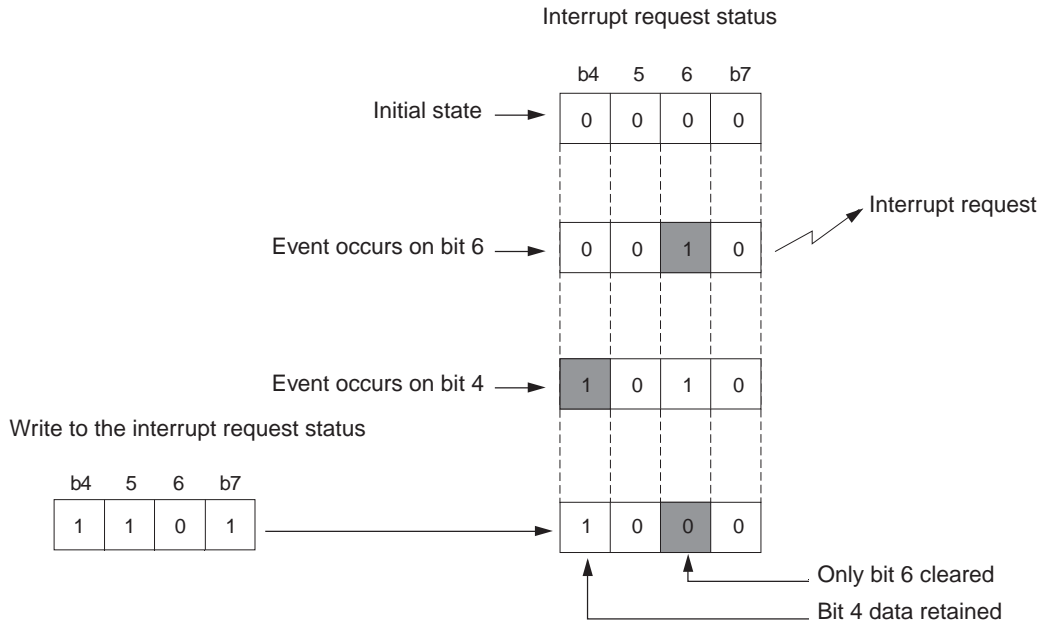 Interrupt request status
b4 5 6 b7
Initial state
0 0 0 0
Interrupt request
Event occurs on bit 6
0 0 1 0
Event occurs on bit 4
1 0 1 0
Write to the interrupt request status
b4 5 6 b7
1 1 0 1
1 0 0 0
Only bit 6 cleared
Bit 4 data retained